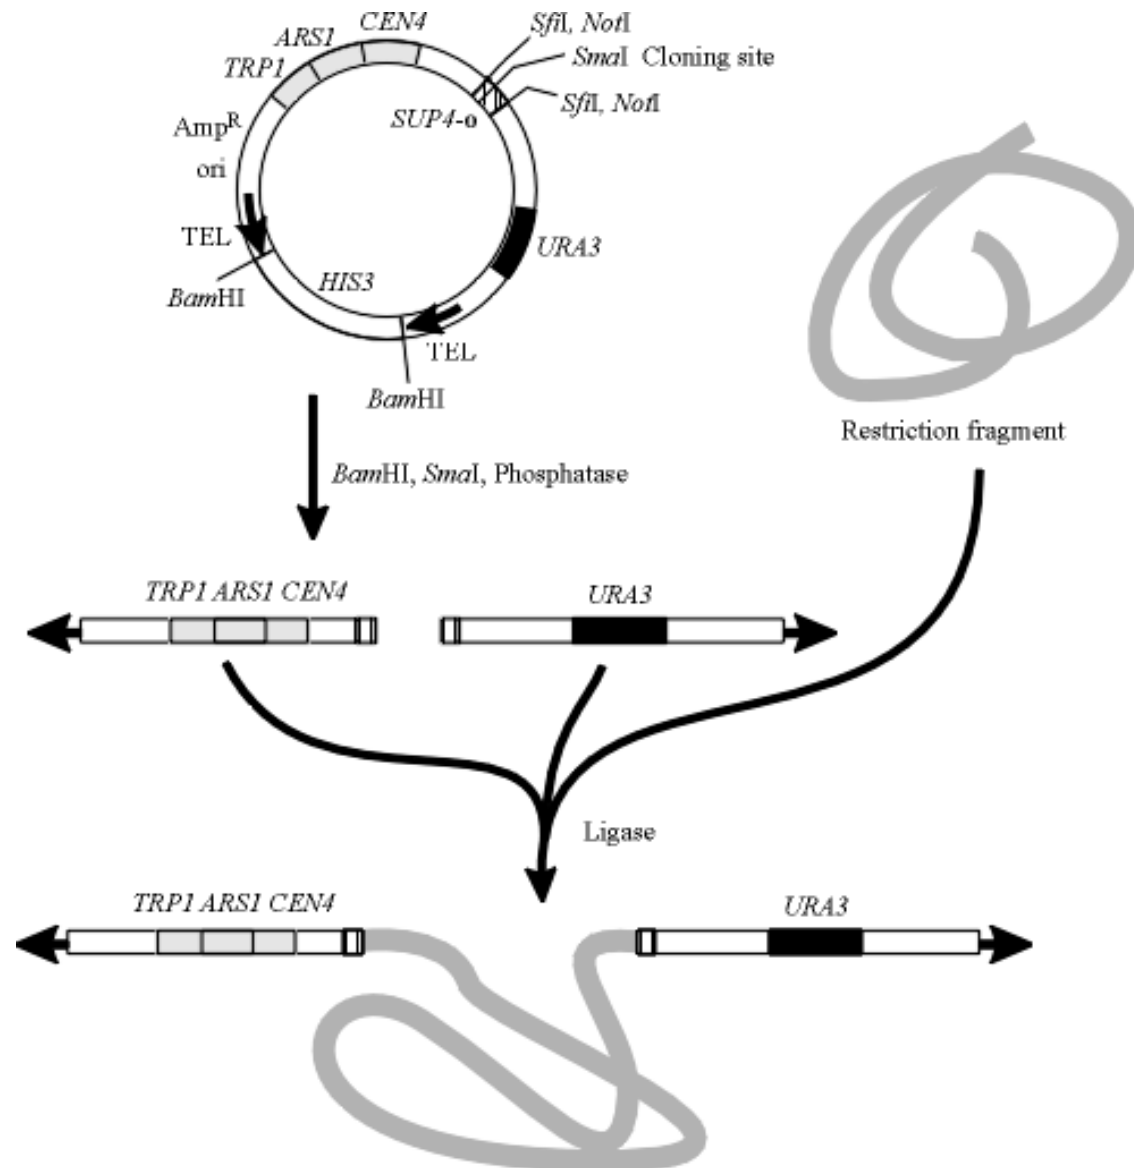 CEN4
SfiI, NotI
ARS1
SmaI Cloning site
TRP1
SfiI, NotI
SUP4-o
AmpR
ori
TEL
URA3
HIS3
BamHI
TEL
BamHI
Restriction fragment
BamHI, SmaI, Phosphatase
TRP1 ARS1 CEN4
URA3
Ligase
TRP1 ARS1 CEN4
URA3